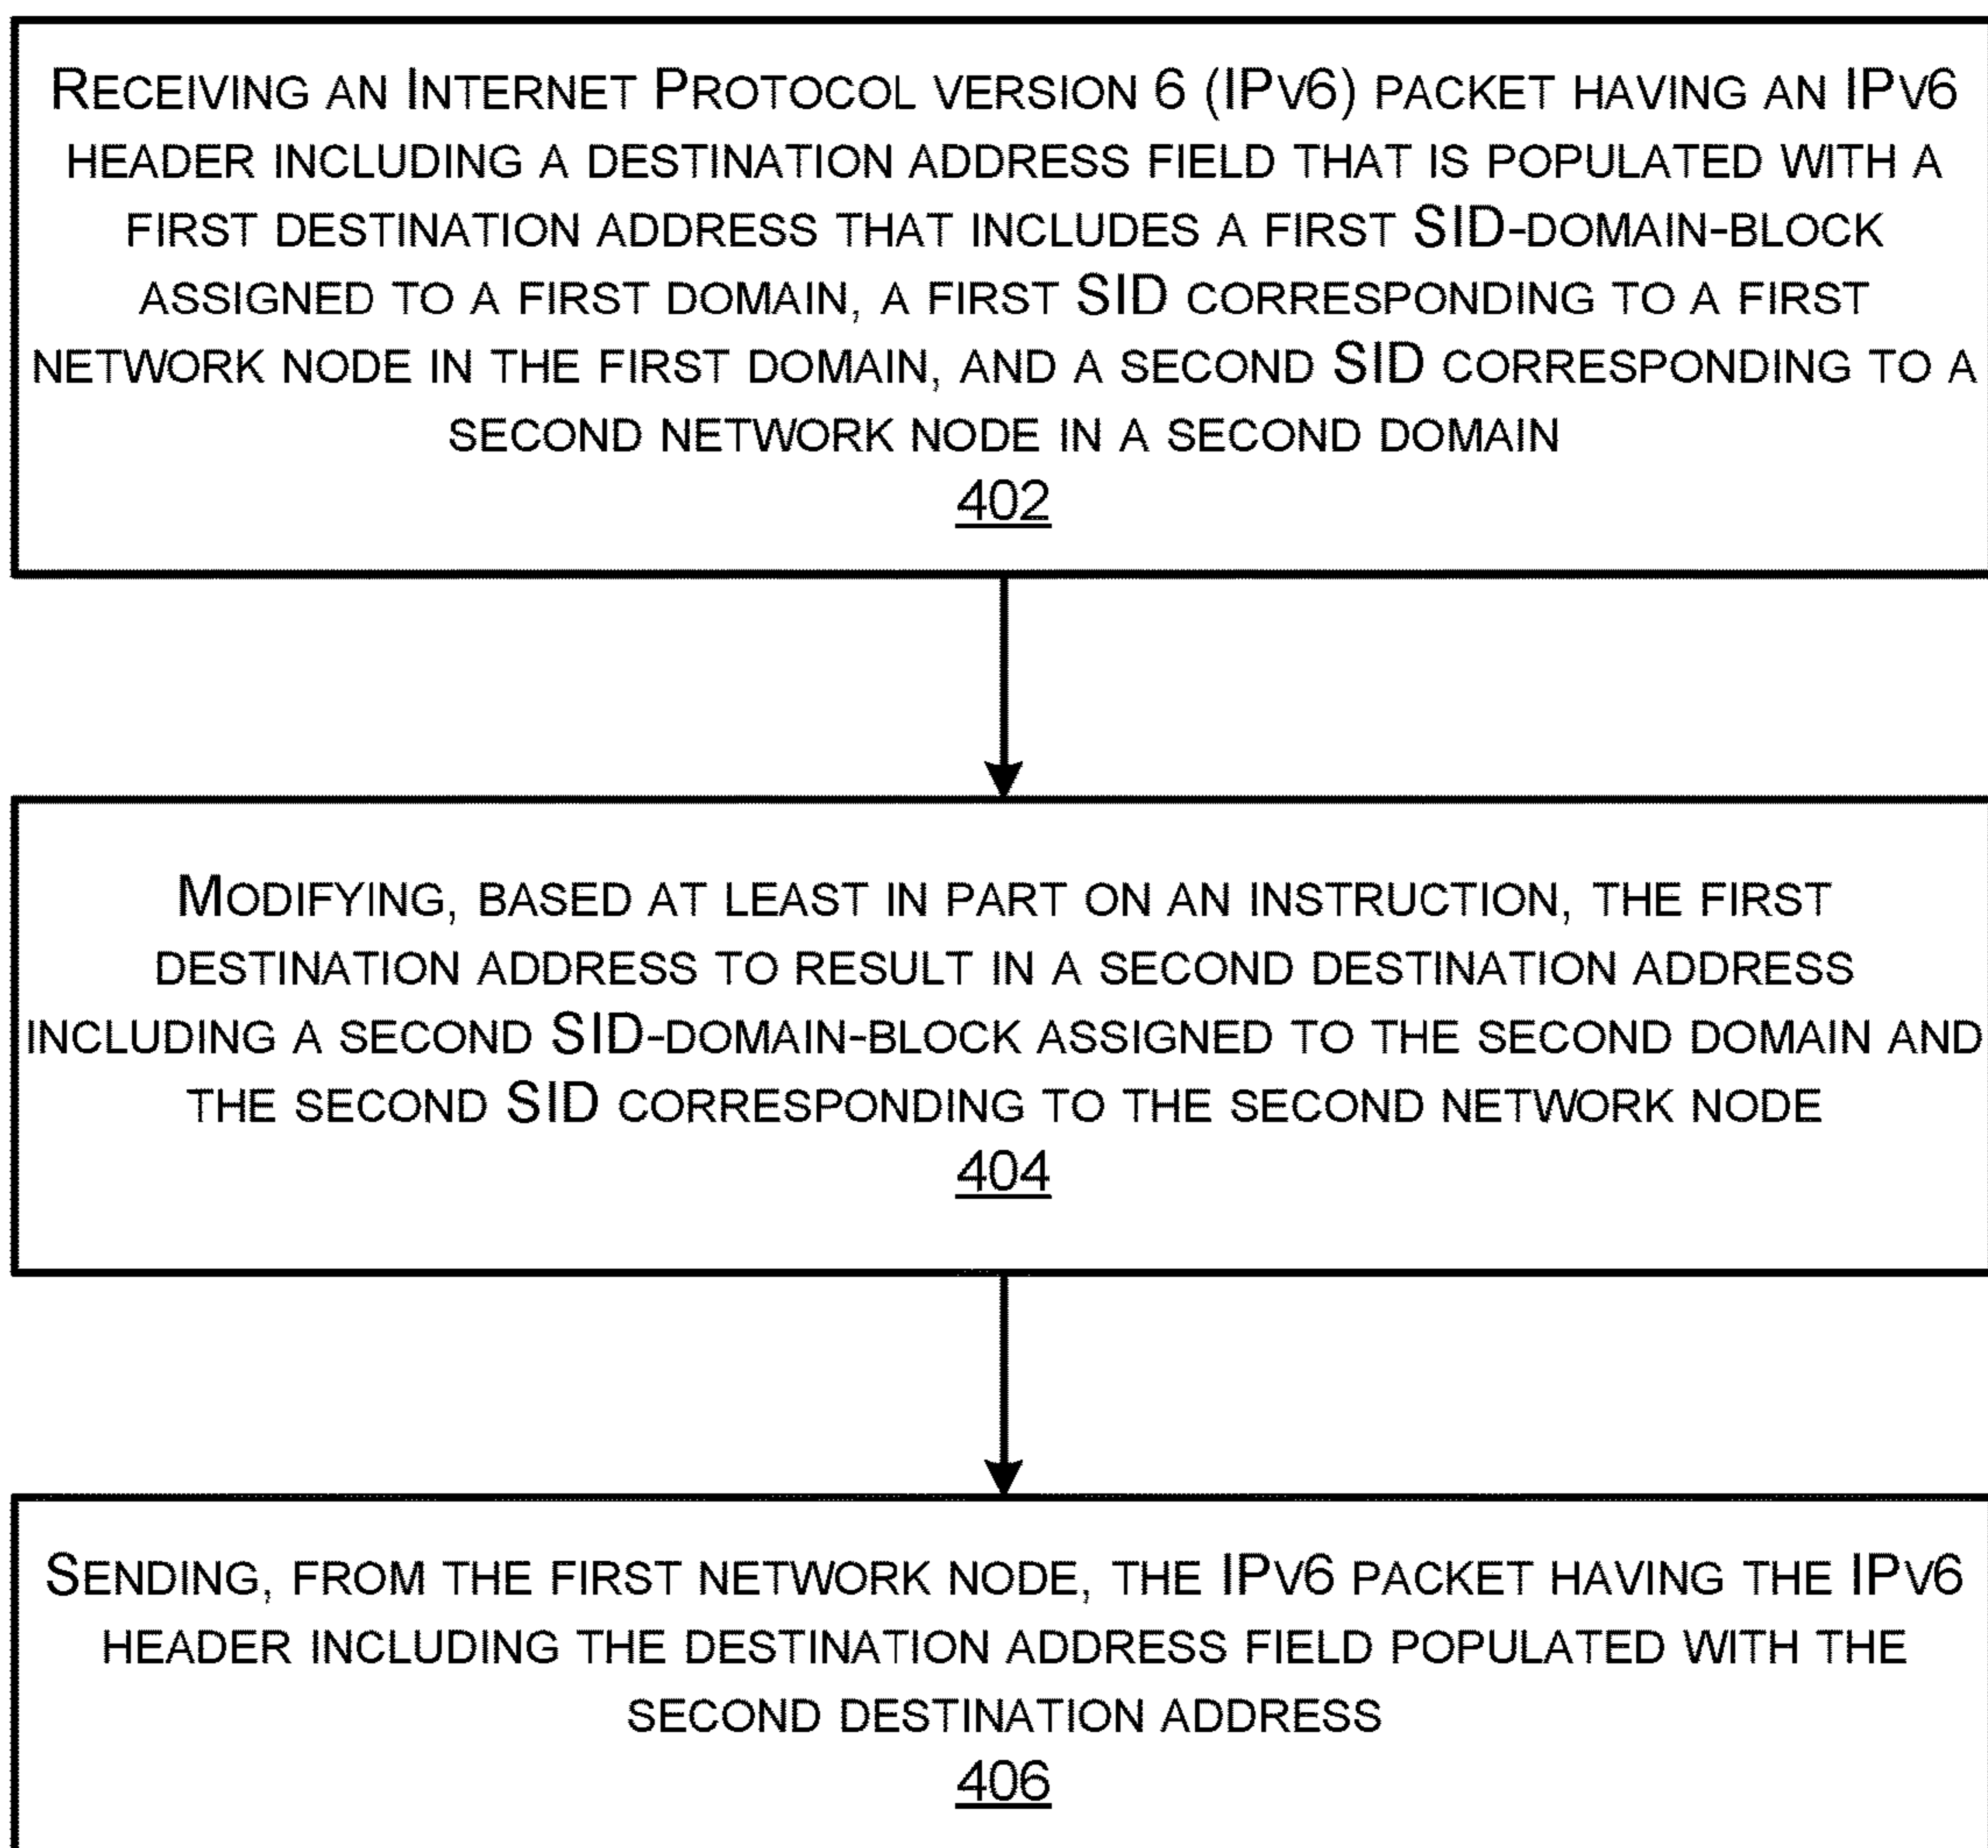 RECEIVING AN INTERNET PROTOCOL VERSION 6 (IPV6) PACKET HAVING AN IPV6
HEADER INCLUDING A DESTINATION ADDRESS FIELD THAT IS POPULATED WITH A
FIRST DESTINATION ADDRESS THAT INCLUDES A FIRST SID-DOMAIN-BLOCK
ASSIGNED TO A FIRST DOMAIN, A FIRST SID CORRESPONDING TO A FIRST
NETWORK NODE IN THE FIRST DOMAIN, AND A SECOND SID CORRESPONDING TO A
SECOND NETWORK NODE IN A SECOND DOMAIN
402
MODIFYING, BASED AT LEAST IN PART ON AN INSTRUCTION, THE FIRST
DESTINATION ADDRESS TO RESULT IN A SECOND DESTINATION ADDRESS
INCLUDING A SECOND SID-DOMAIN-BLOCK ASSIGNED TO THE SECOND DOMAIN AND
THE SECOND SID CORRESPONDING TO THE SECOND NETWORK NODE
404
SENDING, FROM THE FIRST NETWORK NODE, THE IPV6 PACKET HAVING THE IPV6
HEADER INCLUDING THE DESTINATION ADDRESS FIELD POPULATED WITH THE
SECOND DESTINATION ADDRESS
406